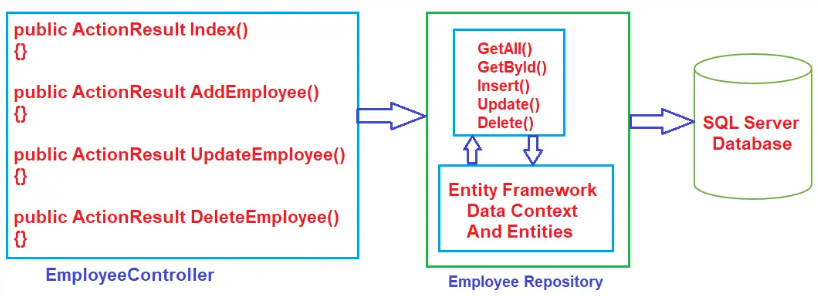 public ActionResult Index()
{}
public ActionResult AddEmployee()
{}
public ActionResult UpdateEmployee()
{}
public ActionResult DeleteEmployee()
{}
EmployeeController
GetAll()
GetById()
Insert()
Update()
Delete()
Entity Framework
Data Context
And Entities
Employee Repository
SQL Server
Database